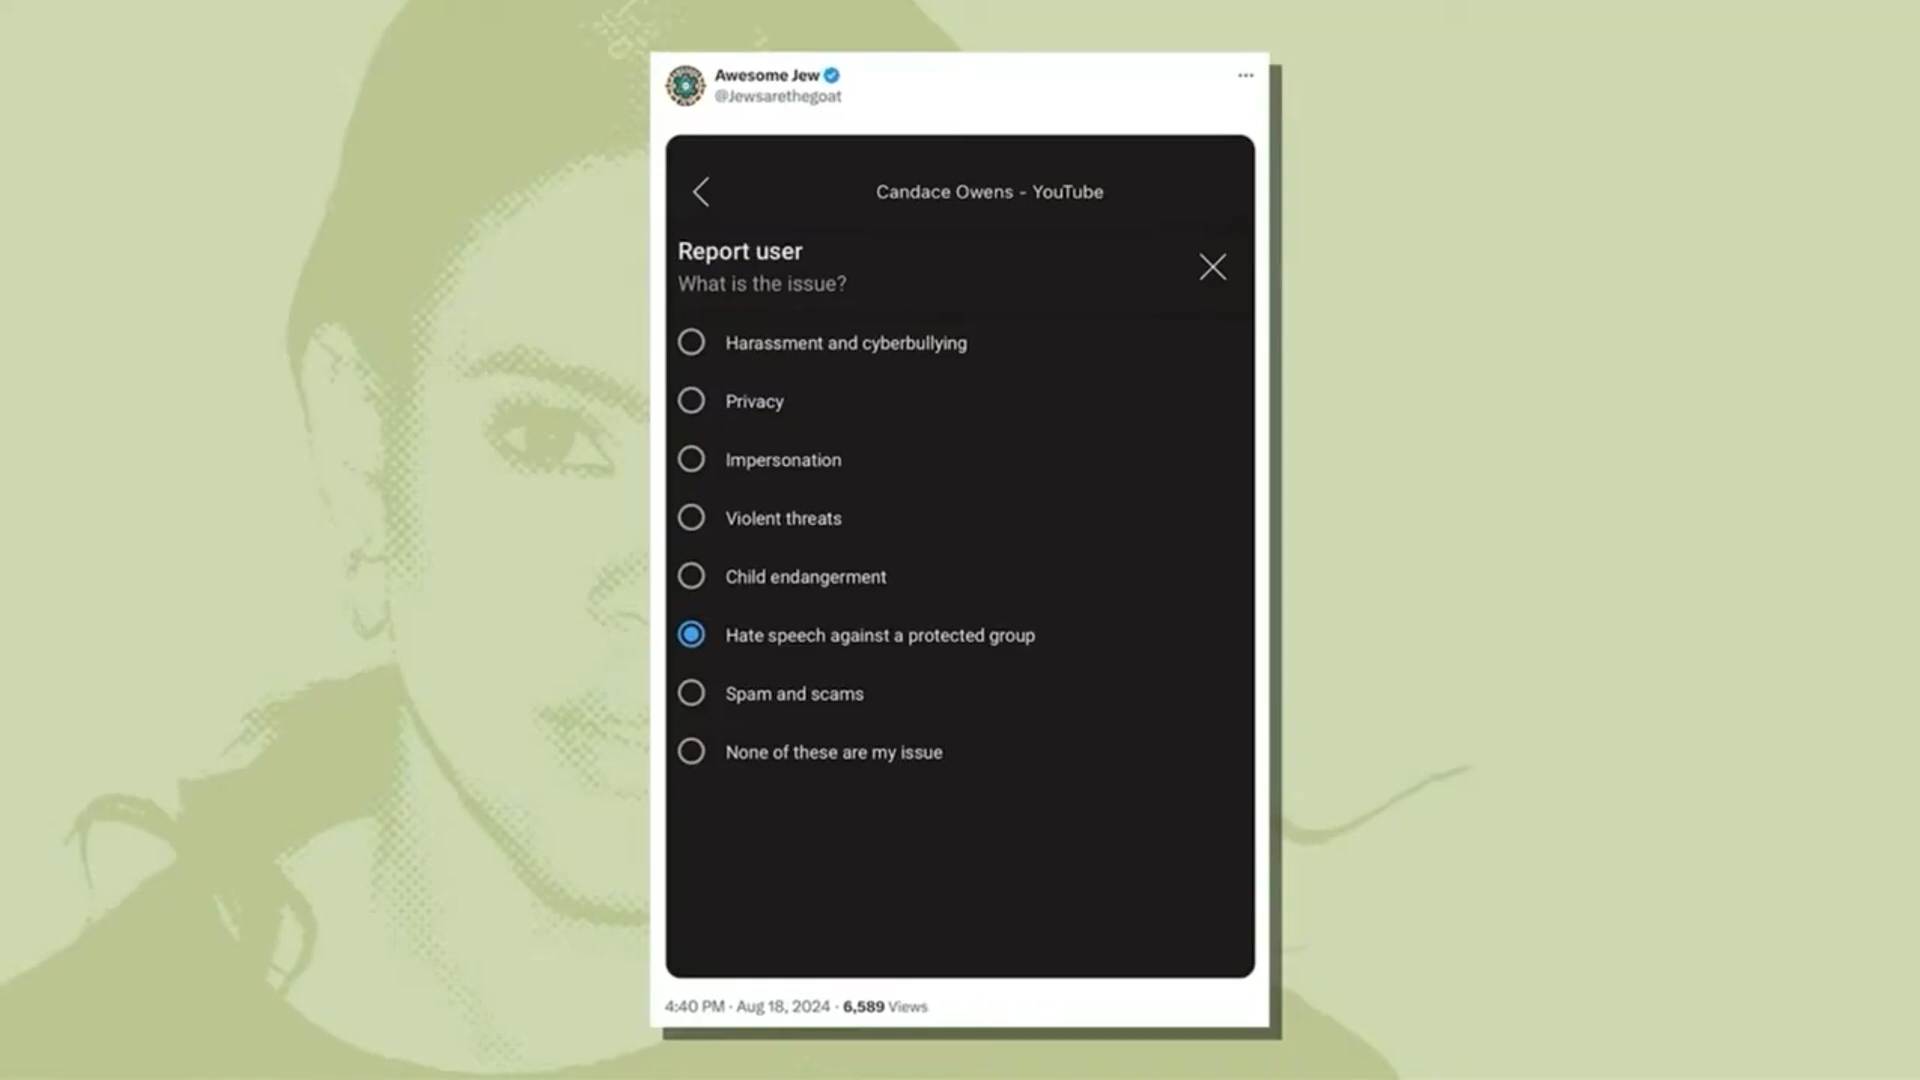 Awesome Jew
@Jewsarethegoat
Candace Owens - YouTube
Report user
What is the issue?
Harassment and cyberbullying
Privacy
Impersonation
Violent threats
Child endangerment
Hate speech against a protected group
Spam and scams
None of these are my issue
4:40 PM · Aug 18, 2024 · 6,589 Views